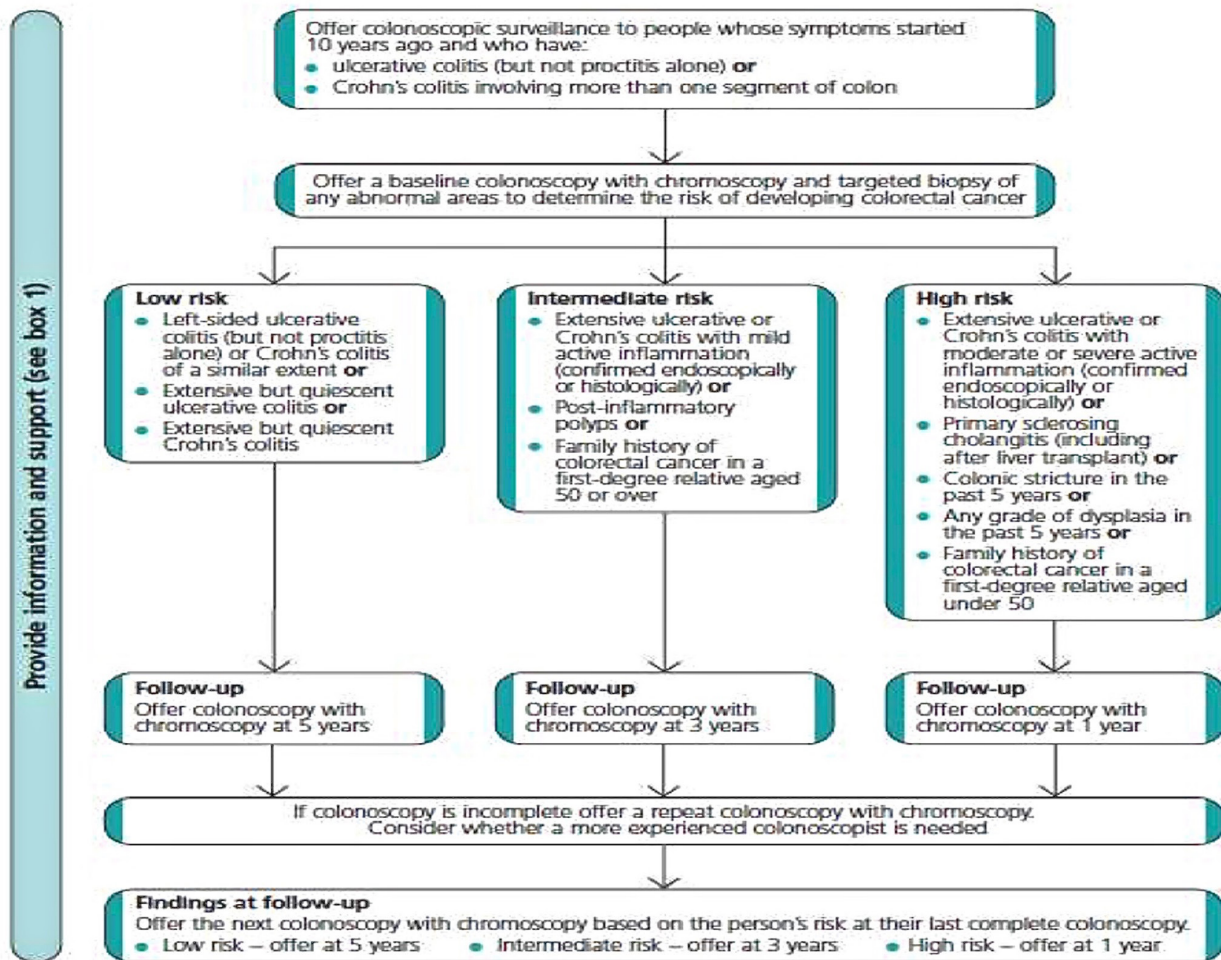 Provide information and support (see box 1)
Offer colonoscopic surveillance to people whose symptoms started
10 years ago and who have:
• ulcerative colitis (but not proctitis alone) or
• Crohn's colitis involving more than one segment of colon
Offer a baseline colonoscopy with chromoscopy and targeted biopsy of
any abnormal areas to determine the risk of developing colorectal cancer
Low risk
• Left-sided ulcerative
colitis (but not proctitis
alone) or Crohn's colitis
of a similar extent or
• Extensive but quiescent
ulcerative colitis or
• Extensive but quiescent
Crohn's colitis
Intermediate risk
• Extensive ulcerative or
Crohn's colitis with mild
active inflammation
(confirmed endoscopically
or histologically) or
• Post-inflammatory
polyps or
• Family history of
colorectal cancer in a
first-degree relative aged
50 or over
High risk
• Extensive ulcerative or
Crohn's colitis with
moderate or severe active
inflammation (confirmed
endoscopically or
histologically) or
• Primary sclerosing
cholangitis (including
after liver transplant) or
• Colonic stricture in the
past 5 years or
• Any grade of dysplasia in
the past 5 years or
• Family history of
colorectal cancer in a
first-degree relative aged
under 50
Follow-up
Offer colonoscopy with
chromoscopy at 5 years
Follow-up
Offer colonoscopy with
chromoscopy at 3 years
Follow-up
Offer colonoscopy with
chromoscopy at 1 year
If colonoscopy is incomplete offer a repeat colonoscopy with chromoscopy.
Consider whether a more experienced colonoscopist is needed
Findings at follow-up
Offer the next colonoscopy with chromoscopy based on the person's risk at their last complete colonoscopy.
• Low risk – offer at 5 years • Intermediate risk – offer at 3 years • High risk – offer at 1 year